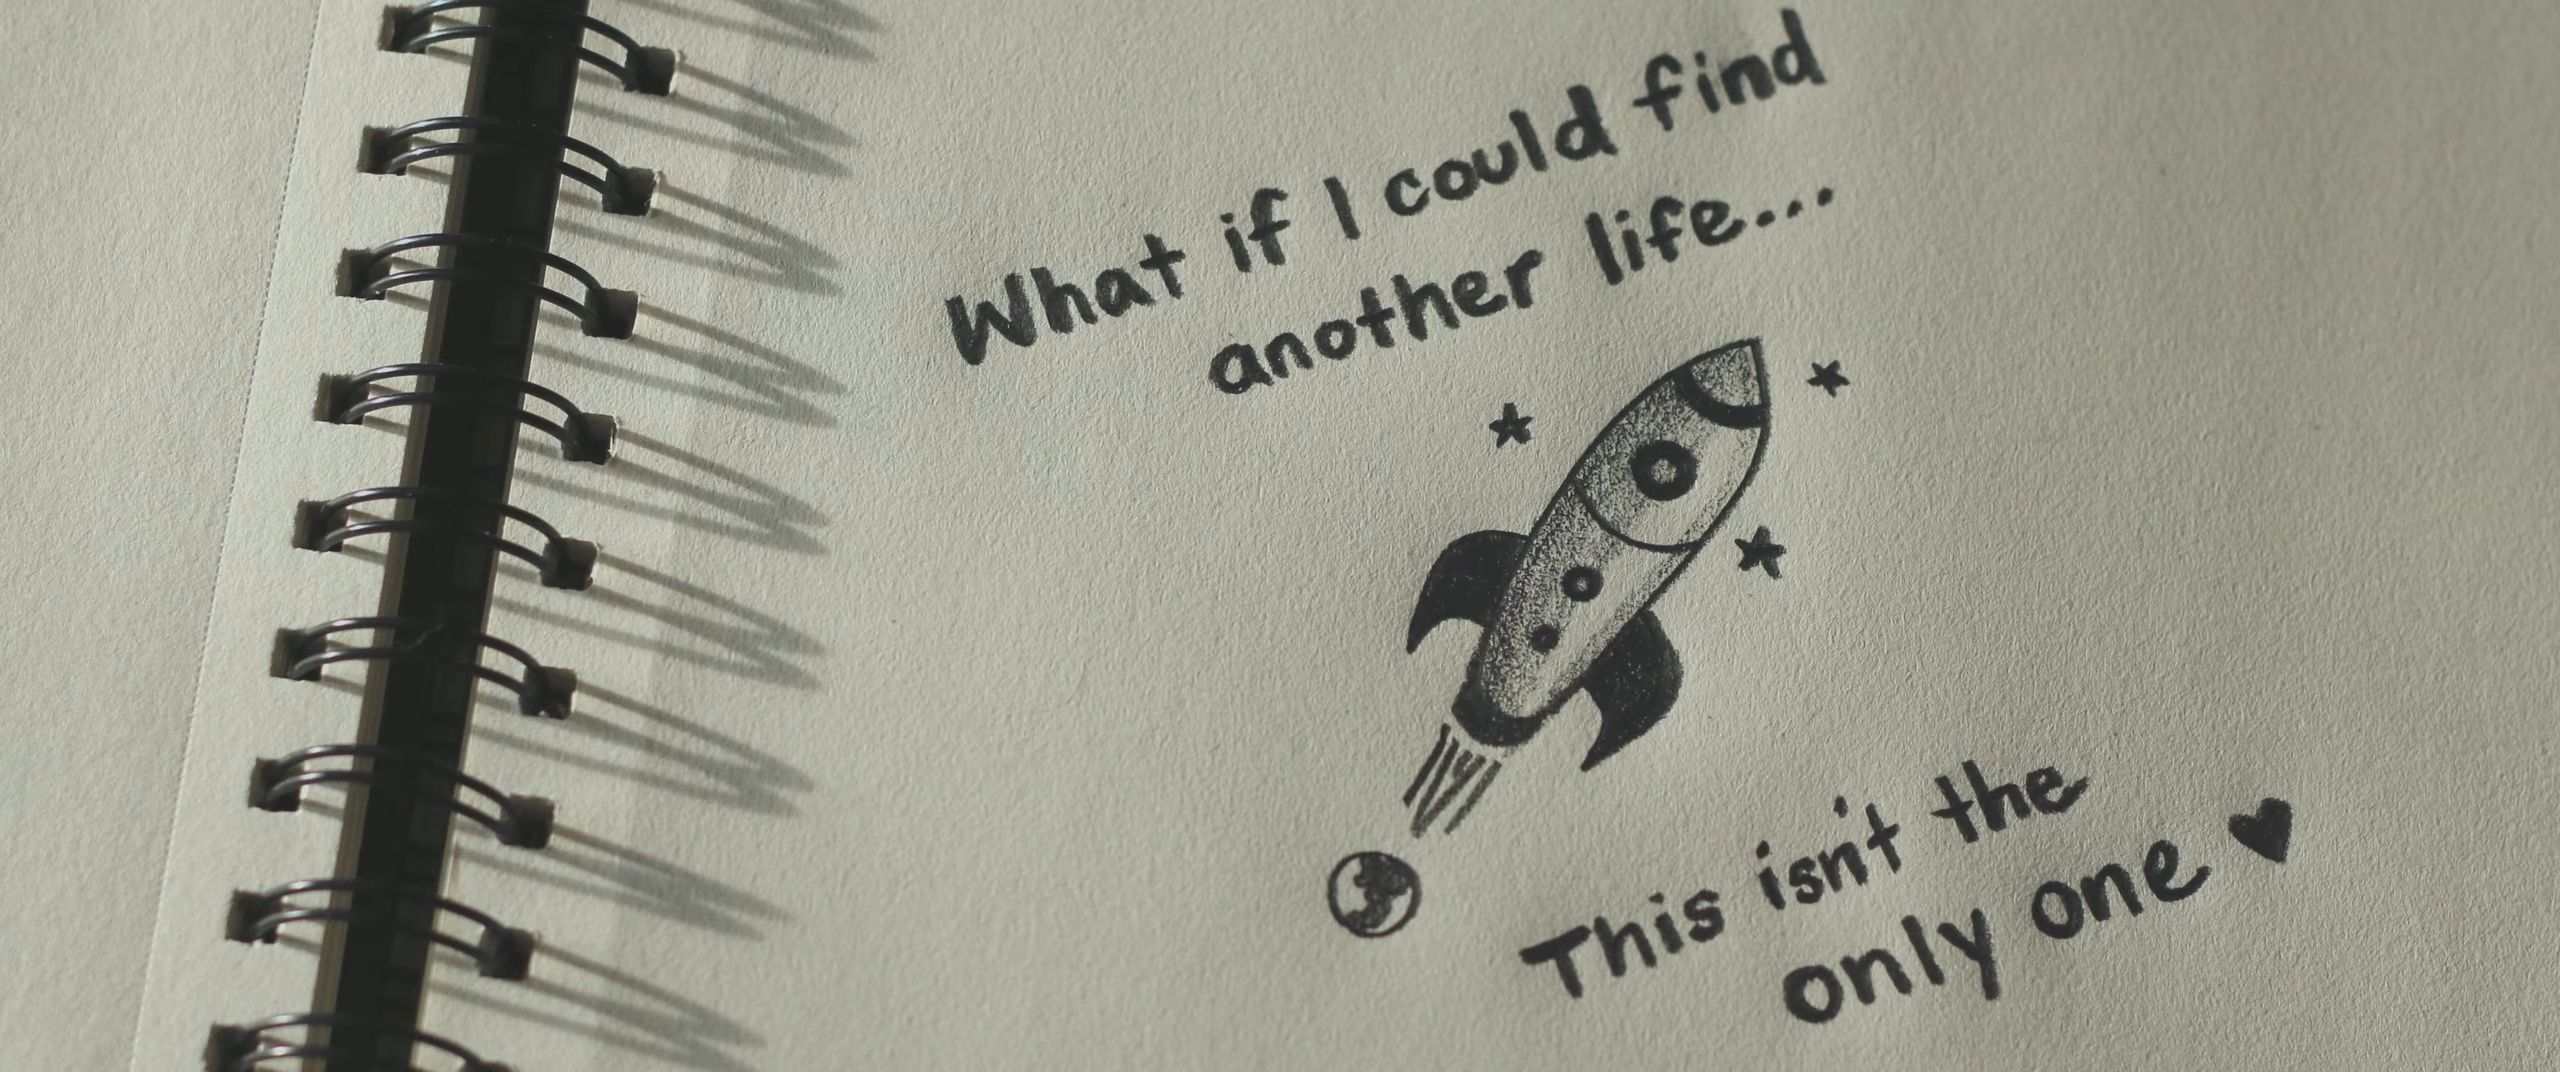 What if I could find
another life...
This isn't the
only one ♥